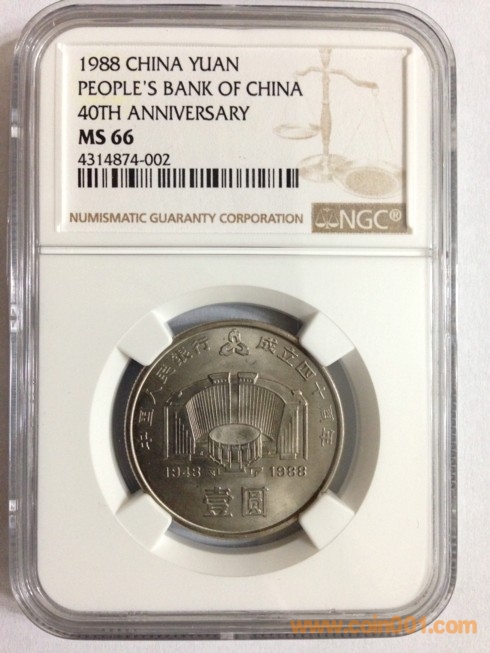 1988 CHINA YUAN
PEOPLE'S BANK OF CHINA
40TH ANNIVERSARY
MS 66
4314874-002
NUMISMATIC GUARANTY CORPORATION
NGC®
中国人民银行 成立四十周年
1948 1988
壹圆
www.coin001.com